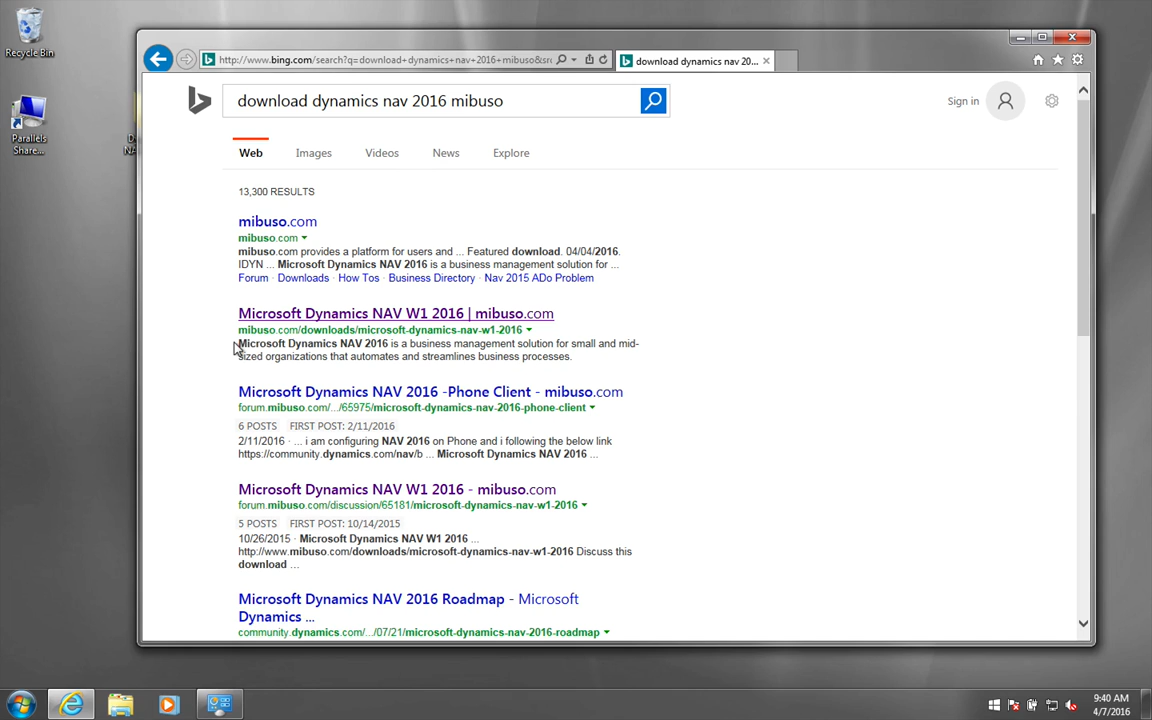 Recycle Bin
Parallels
Share...
D
NA
http://www.bing.com/search?q=download+dynamics+nav+2016+mibuso&src
download dynamics nav 20...
download dynamics nav 2016 mibuso
Sign in
Web
Images
Videos
News
Explore
13,300 RESULTS
mibuso.com
mibuso.com
mibuso.com provides a platform for users and ... Featured download. 04/04/2016.
IDYN ... Microsoft Dynamics NAV 2016 is a business management solution for ...
Forum · Downloads · How Tos · Business Directory · Nav 2015 ADo Problem
Microsoft Dynamics NAV W1 2016 | mibuso.com
mibuso.com/downloads/microsoft-dynamics-nav-w1-2016
Microsoft Dynamics NAV 2016 is a business management solution for small and mid-
sized organizations that automates and streamlines business processes.
Microsoft Dynamics NAV 2016 -Phone Client - mibuso.com
forum.mibuso.com/.../65975/microsoft-dynamics-nav-2016-phone-client
6 POSTS FIRST POST: 2/11/2016
2/11/2016 · ... i am configuring NAV 2016 on Phone and i following the below link
https://community.dynamics.com/nav/b ... Microsoft Dynamics NAV 2016 ...
Microsoft Dynamics NAV W1 2016 - mibuso.com
forum.mibuso.com/discussion/65181/microsoft-dynamics-nav-w1-2016
5 POSTS FIRST POST: 10/14/2015
10/26/2015 · Microsoft Dynamics NAV W1 2016 ...
http://www.mibuso.com/downloads/microsoft-dynamics-nav-w1-2016 Discuss this
download ...
Microsoft Dynamics NAV 2016 Roadmap - Microsoft
Dynamics ...
community.dynamics.com/.../07/21/microsoft-dynamics-nav-2016-roadmap
9:40 AM
4/7/2016